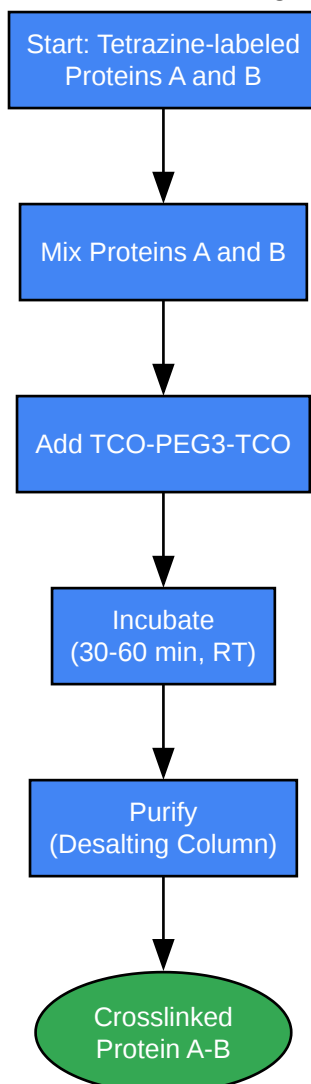 Start: Tetrazine-labeled
Proteins A and B
Mix Proteins A and B
Add TCO-PEG3-TCO
Incubate
(30-60 min, RT)
Purify
(Desalting Column)
Crosslinked
Protein A-B